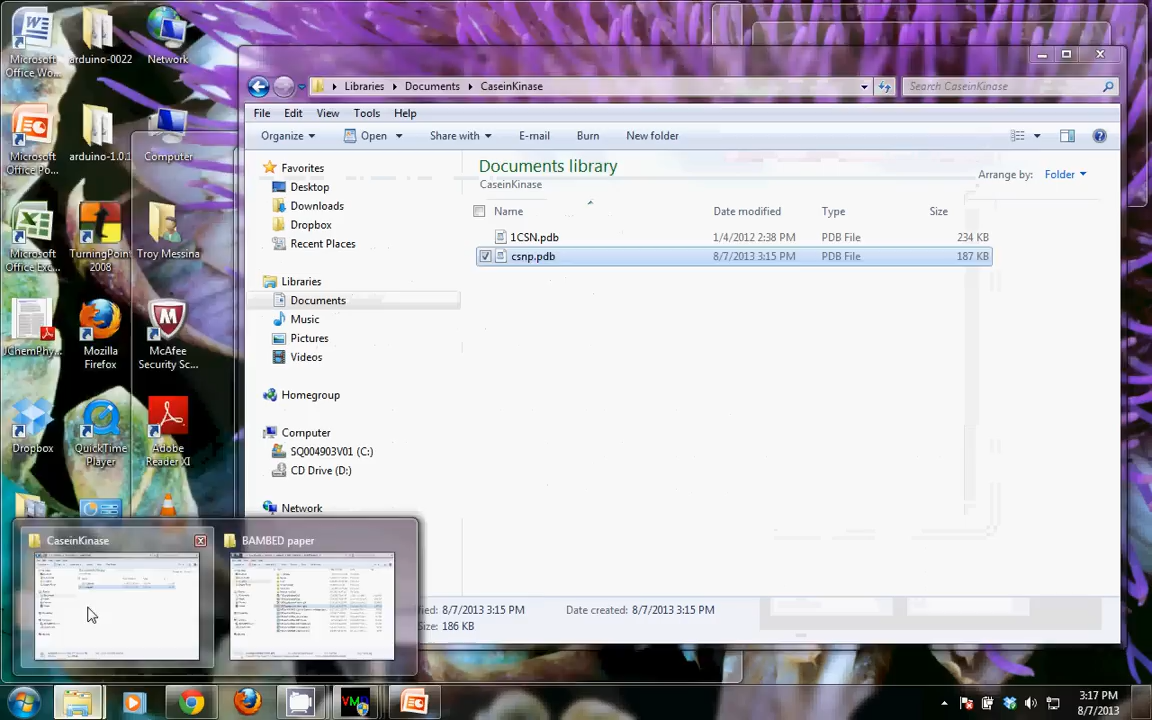 Microsoft Office Wo...
arduino-0022
Network
Microsoft Office Po...
arduino-1.0.1
Computer
Microsoft Office Exc...
TurningPoint 2008
Troy Messina
JChemPhy...
Mozilla Firefox
McAfee Security Sc...
Dropbox
QuickTime Player
Adobe Reader XI
Libraries
Documents
CaseinKinase
Search CaseinKinase
File
Edit
View
Tools
Help
Organize
Open
Share with
E-mail
Burn
New folder
Documents library
CaseinKinase
Arrange by: Folder
Name
Date modified
Type
Size
1CSN.pdb
1/4/2012 2:38 PM
PDB File
234 KB
csnp.pdb
8/7/2013 3:15 PM
PDB File
187 KB
Favorites
Desktop
Downloads
Dropbox
Recent Places
Libraries
Documents
Music
Pictures
Videos
Homegroup
Computer
SQ004903V01 (C:)
CD Drive (D:)
Network
8/7/2013 3:15 PM
Date created: 8/7/2013 3:15 PM
186 KB
CaseinKinase
BAMBED paper
VMD
3:17 PM
8/7/2013